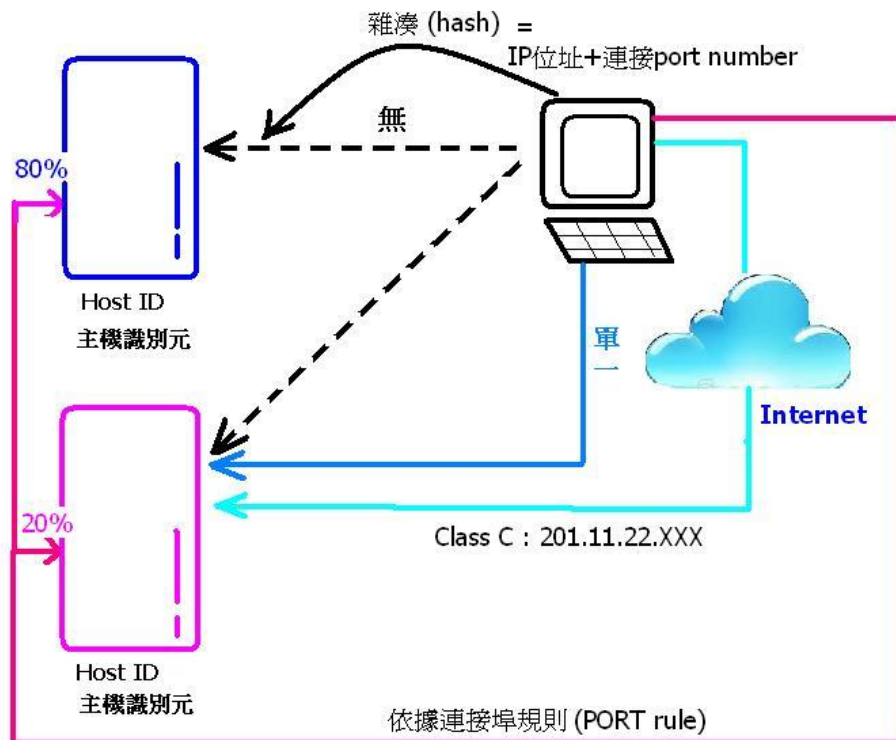 雜湊 (hash) =
IP位址+連接port number
無
80%
Host ID
主機識別元
單一
Internet
20%
Class C : 201.11.22.XXX
Host ID
主機識別元
依據連接埠規則 (PORT rule)